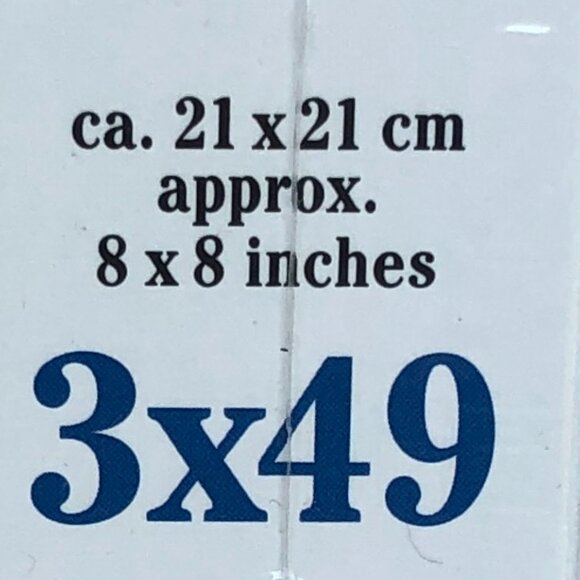 ca. 21 x 21 cm
approx.
8 x 8 inches
3x49